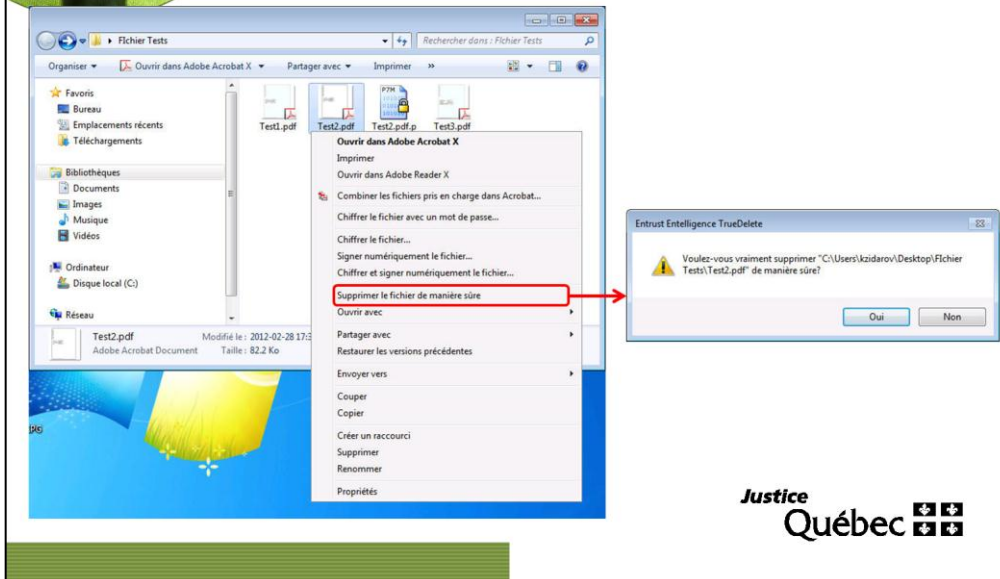 Fichier Tests
Rechercher dans : Fichier Tests
Organiser
Ouvrir dans Adobe Acrobat X
Partager avec
Imprimer
»
Favoris
Bureau
Emplacements récents
Téléchargements
Bibliothèques
Documents
Images
Musique
Vidéos
Ordinateur
Disque local (C:)
Réseau
P7M
Test1.pdf
Test2.pdf
Test2.pdf.p
Test3.pdf
Ouvrir dans Adobe Acrobat X
Imprimer
Ouvrir dans Adobe Reader X
Combiner les fichiers pris en charge dans Acrobat...
Chiffrer le fichier avec un mot de passe...
Chiffrer le fichier...
Signer numériquement le fichier...
Chiffrer et signer numériquement le fichier...
Supprimer le fichier de manière sûre
Ouvrir avec
Partager avec
Restaurer les versions précédentes
Envoyer vers
Couper
Copier
Créer un raccourci
Supprimer
Renommer
Propriétés
Test2.pdf
Modifié le : 2012-02-28 17:3
Adobe Acrobat Document
Taille : 82.2 Ko
PG
Entrust Entelligence TrueDelete
Voulez-vous vraiment supprimer "C:\Users\kzidarov\Desktop\FIchier
Tests\Test2.pdf" de manière sûre?
Oui
Non
Justice
Québec